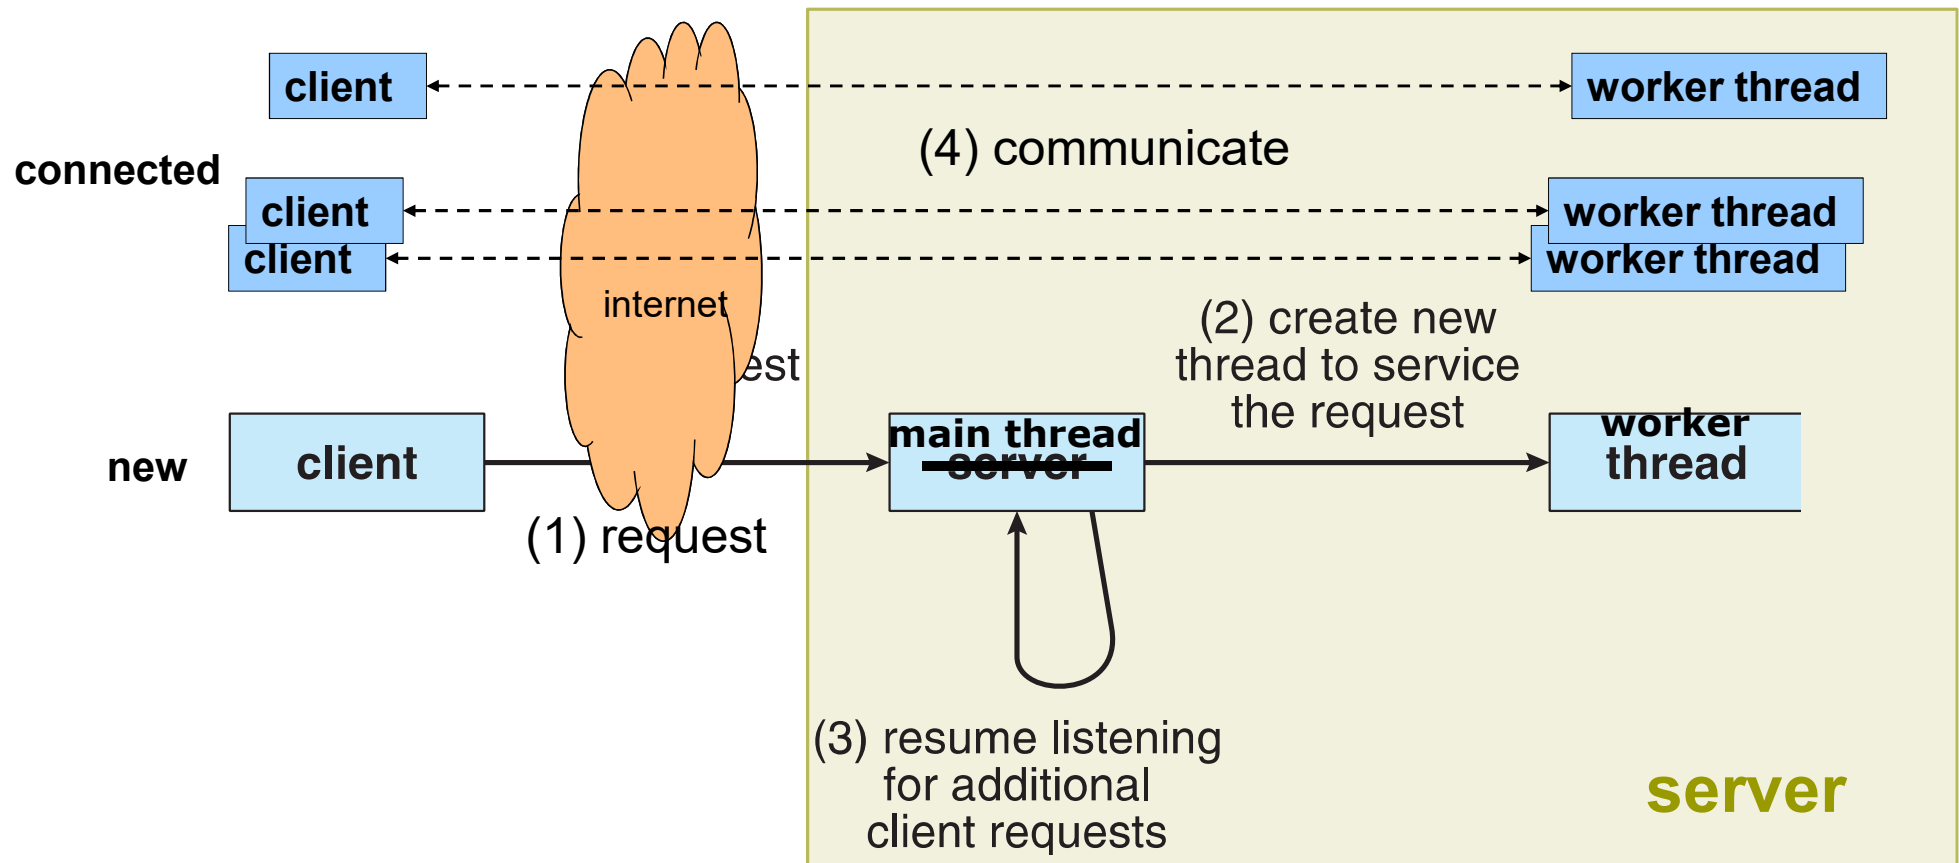 client
worker thread
(4) communicate
connected
client
worker thread
client
worker thread
internet
(2) create new
thread to service
the request
est
new
client
main thread
server
worker
thread
(1) request
(3) resume listening
for additional
client requests
server